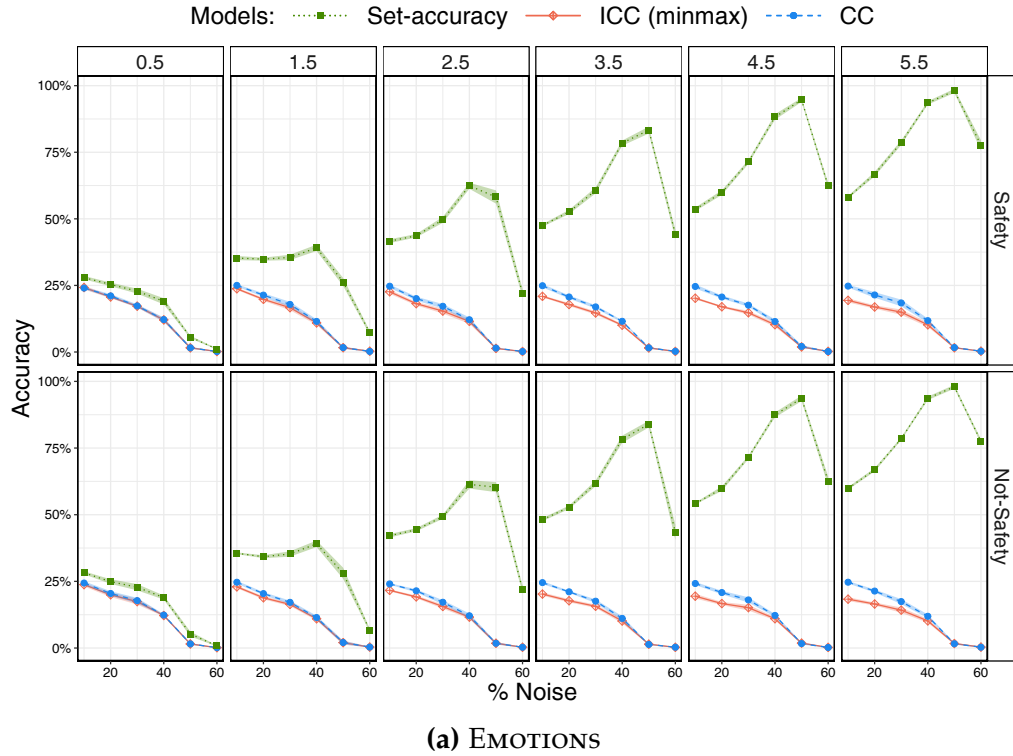 Models: Set-accuracy ICC (minmax) CC
0.5 1.5 2.5 3.5 4.5 5.5
100%
75%
50%
25%
0%
Safety
100%
75%
50%
25%
0%
Not-Safety
Accuracy
20 40 60 20 40 60 20 40 60 20 40 60 20 40 60 20 40 60
% Noise
(a) EMOTIONS